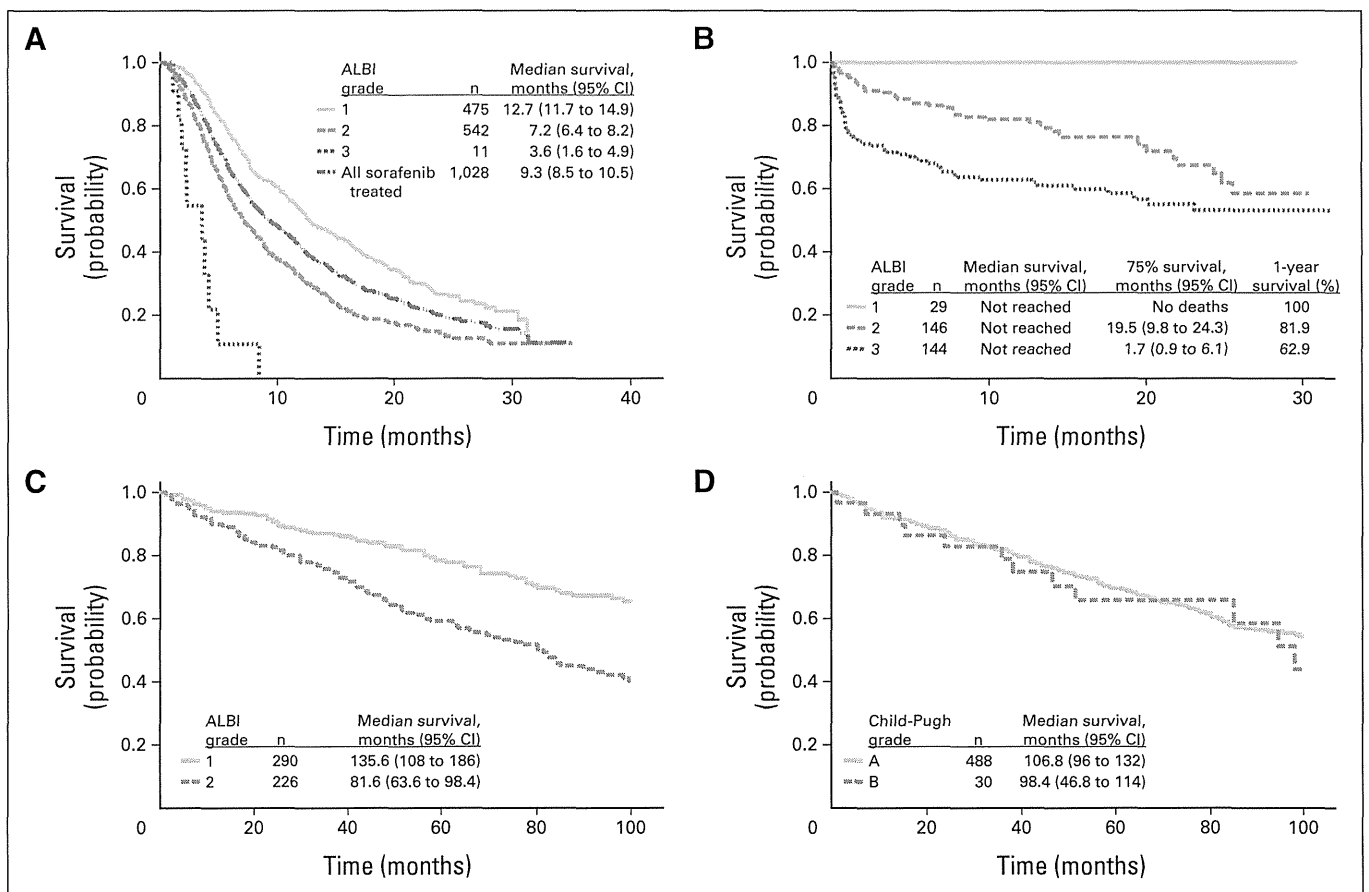 A
Survival
(probability)
1.0
0.8
0.6
0.4
0.2
0
10
20
30
40
Time (months)
ALBI Median survival,
grade n months (95% CI)
1 475 12.7 (11.7 to 14.9)
2 542 7.2 (6.4 to 8.2)
3 11 3.6 (1.6 to 4.9)
All sorafenib 1,028 9.3 (8.5 to 10.5)
treated
B
Survival
(probability)
1.0
0.8
0.6
0.4
0.2
0
10
20
30
Time (months)
ALBI Median survival, 75% survival, 1-year
grade n months (95% CI) months (95% CI) survival (%)
1 29 Not reached No deaths 100
2 146 Not reached 19.5 (9.8 to 24.3) 81.9
3 144 Not reached 1.7 (0.9 to 6.1) 62.9
C
Survival
(probability)
1.0
0.8
0.6
0.4
0.2
0
20
40
60
80
100
Time (months)
ALBI Median survival,
grade n months (95% CI)
1 290 135.6 (108 to 186)
2 226 81.6 (63.6 to 98.4)
D
Survival
(probability)
1.0
0.8
0.6
0.4
0.2
0
20
40
60
80
100
Time (months)
Child-Pugh Median survival,
grade n months (95% CI)
A 488 106.8 (96 to 132)
B 30 98.4 (46.8 to 114)